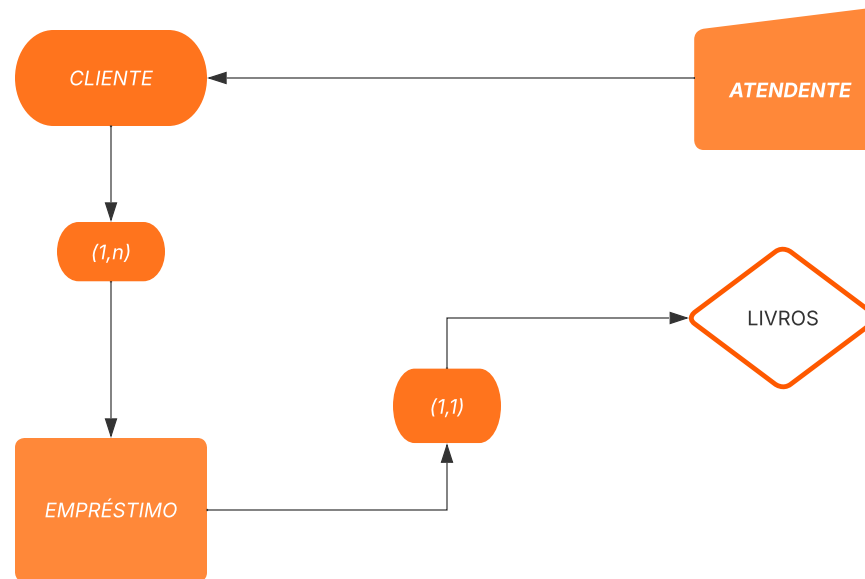 CLIENTE
ATENDENTE
(1,n)
LIVROS
(1,1)
EMPRÉSTIMO